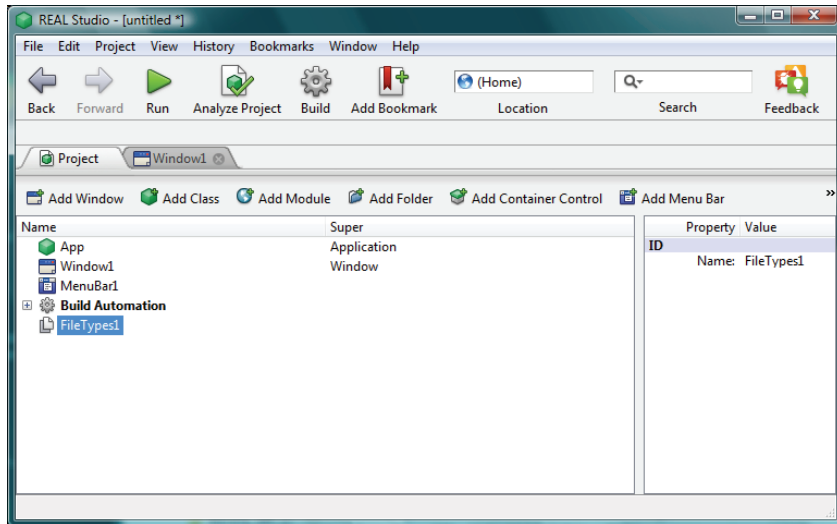 REAL Studio - [untitled *]
File Edit Project View History Bookmarks Window Help
(Home)
Back Forward Run Analyze Project Build Add Bookmark Location Search Feedback
Project Window1
Add Window Add Class Add Module Add Folder Add Container Control Add Menu Bar »
Name Super Property Value
App Application ID
Window1 Window Name: FileTypes1
MenuBar1
Build Automation
FileTypes1